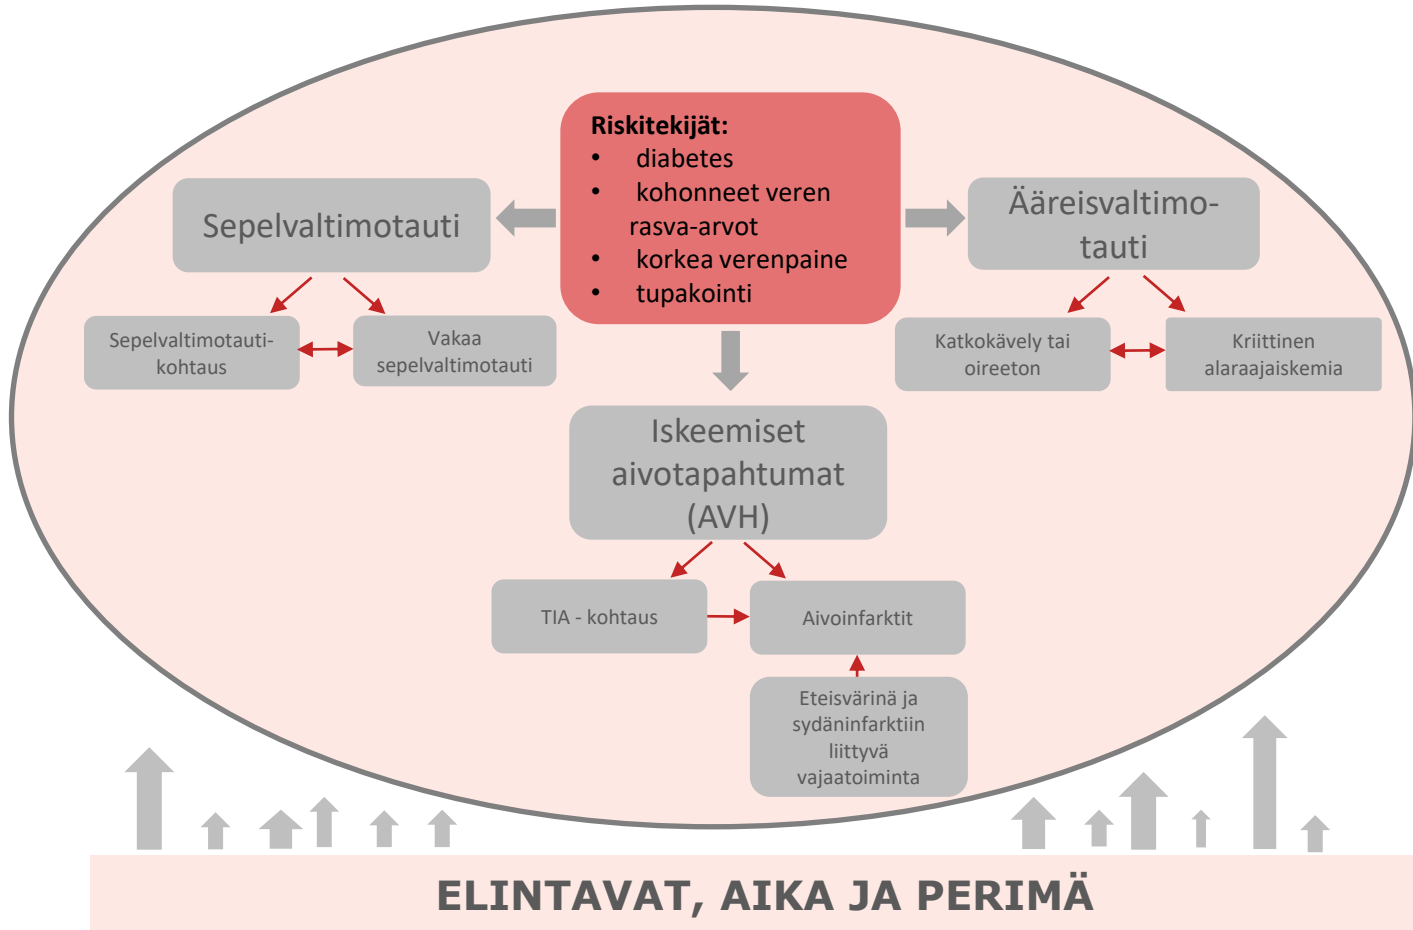 Riskitekijät:
• diabetes
• kohonneet veren
rasva-arvot
• korkea verenpaine
• tupakointi
Sepelvaltimotauti
Ääreisvaltimo-
tauti
Sepelvaltimotauti-
kohtaus
Vakaa
sepelvaltimotauti
Katkokävely tai
oireeton
Kriittinen
alaraajaiskemia
Iskeemiset
aivotapahtumat
(AVH)
TIA - kohtaus
Aivoinfarktit
Eteisvärinä ja
sydäninfarktiin
liittyvä
vajaatoiminta
ELINTAVAT, AIKA JA PERIMÄ